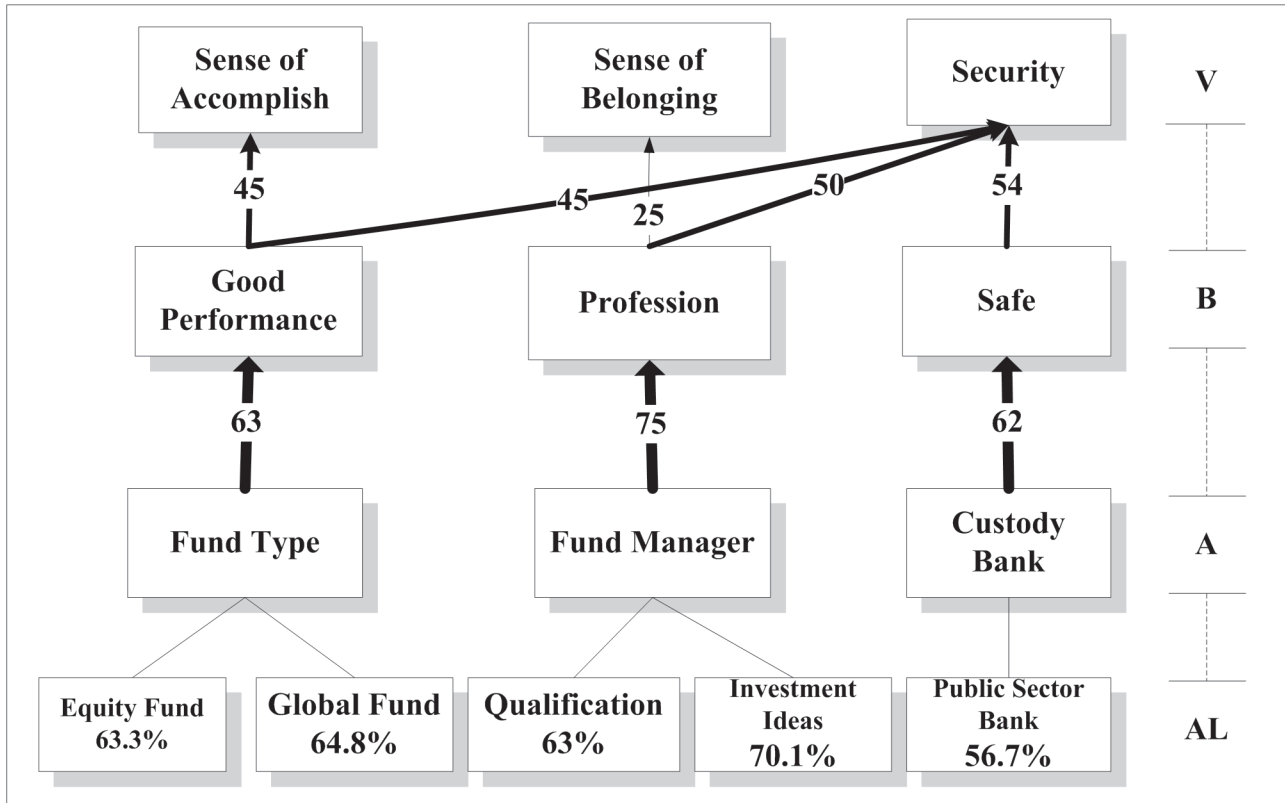 Sense of
Accomplish
Sense of
Belonging
Security
V
45
45
25
50
54
Good
Performance
Profession
Safe
B
63
75
62
Fund Type
Fund Manager
Custody
Bank
A
Equity Fund
63.3%
Global Fund
64.8%
Qualification
63%
Investment
Ideas
70.1%
Public Sector
Bank
56.7%
AL